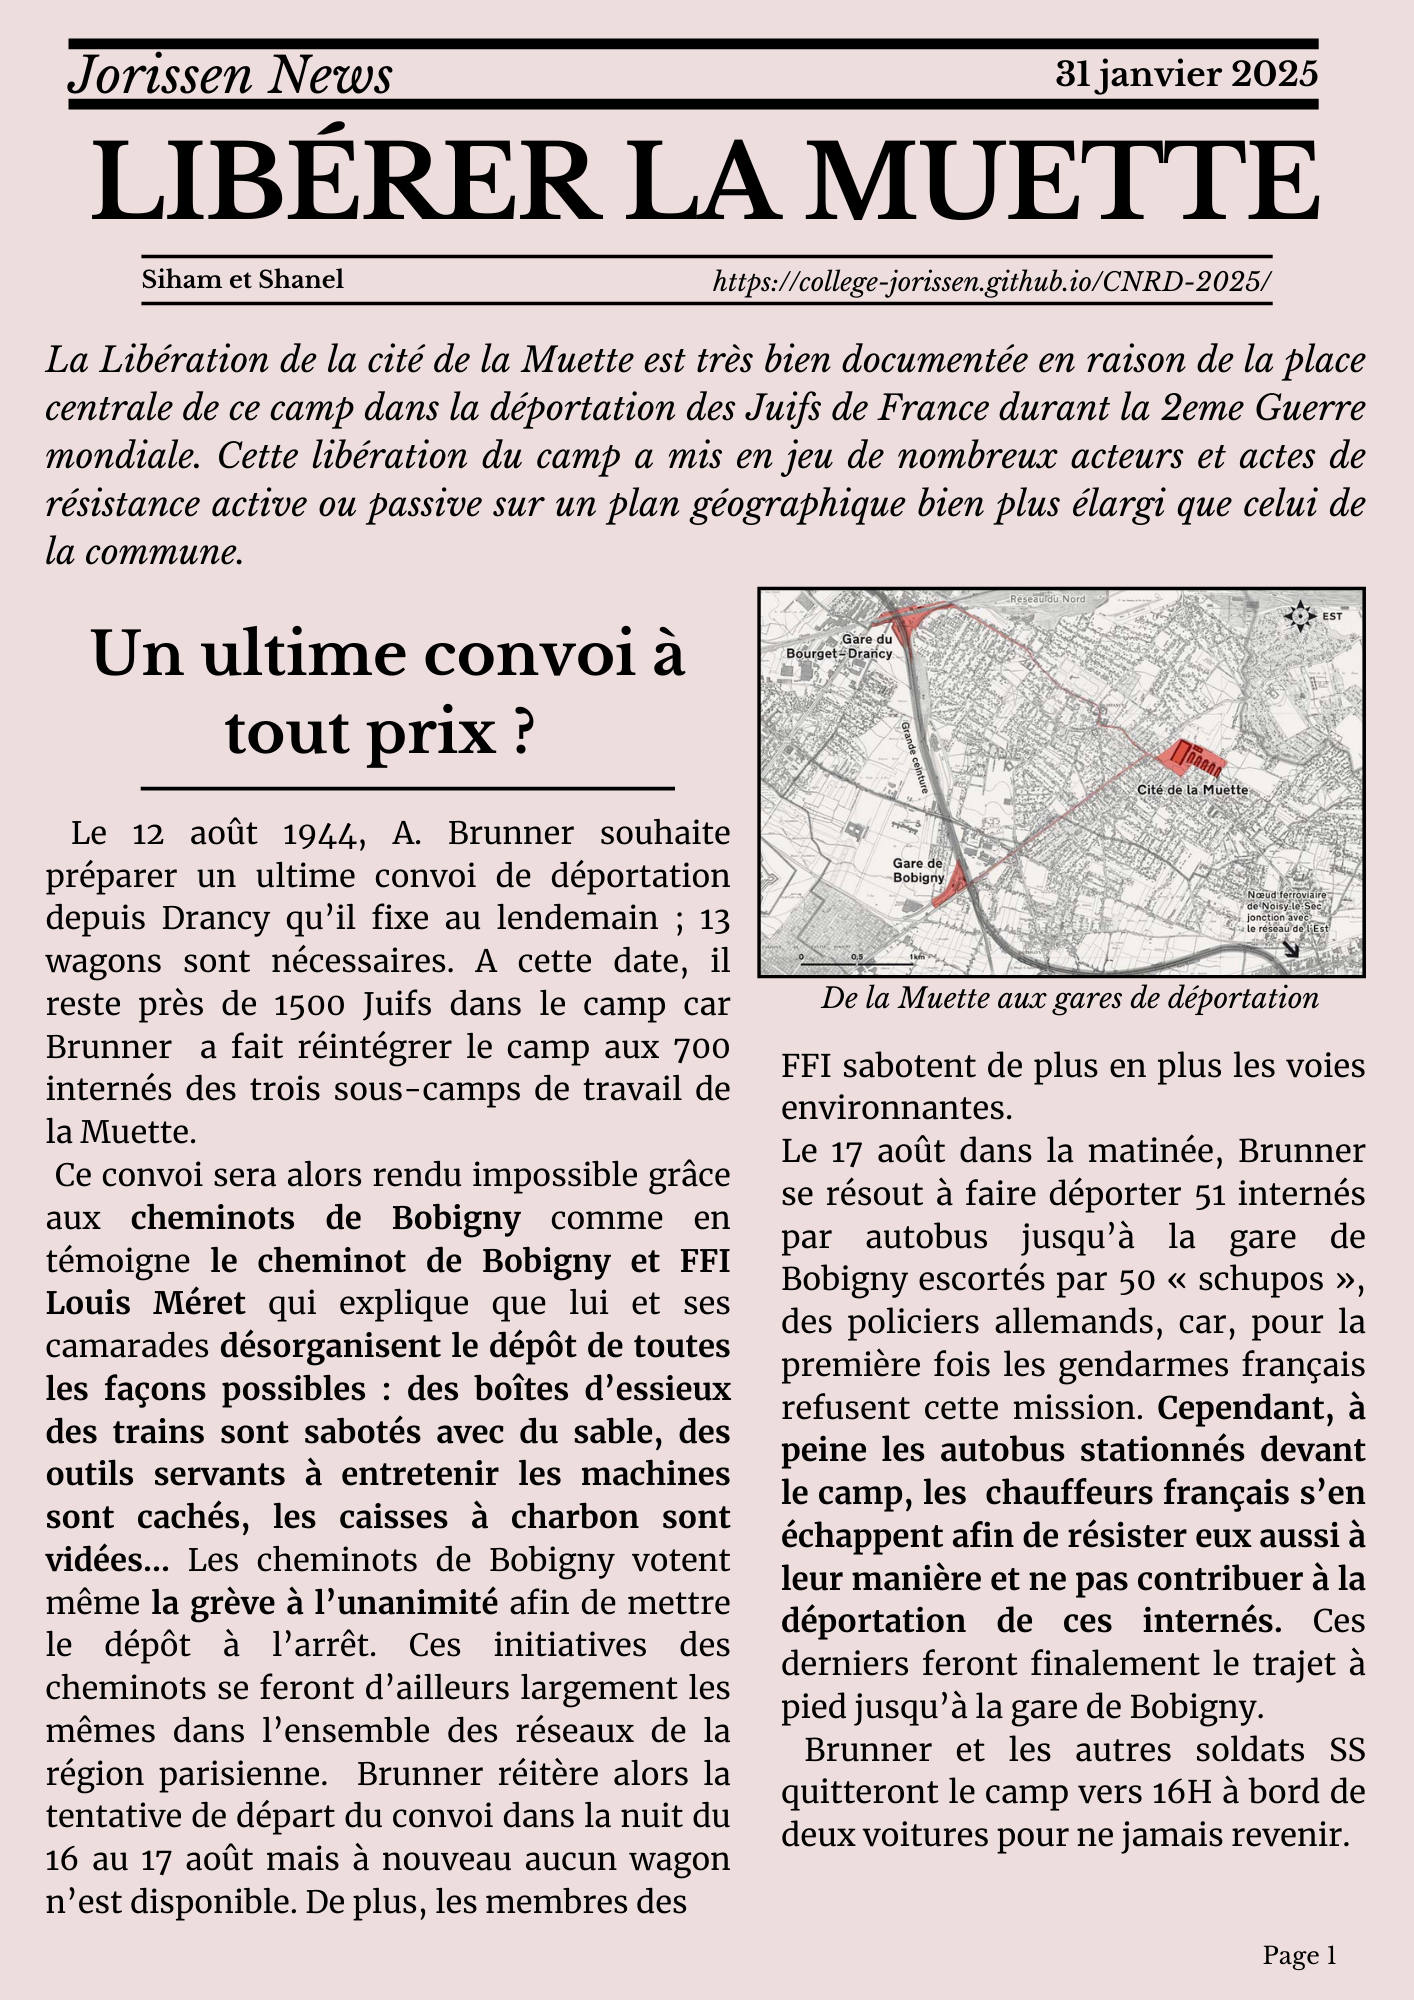 Jorissen News
31 janvier 2025
LIBÉRER LA MUETTE
Siham et Shanel
https://college-jorissen.github.io/CNRD-2025/
La Libération de la cité de la Muette est très bien documentée en raison de la place
centrale de ce camp dans la déportation des Juifs de France durant la 2eme Guerre
mondiale. Cette libération du camp a mis en jeu de nombreux acteurs et actes de
résistance active ou passive sur un plan géographique bien plus élargi que celui de
la commune.
Un ultime convoi à
tout prix ?
Le 12 août 1944, A. Brunner souhaite
préparer un ultime convoi de déportation
depuis Drancy qu’il fixe au lendemain ; 13
wagons sont nécessaires. A cette date, il
reste près de 1500 Juifs dans le camp car
Brunner a fait réintégrer le camp aux 700
internés des trois sous-camps de travail de
la Muette.
Ce convoi sera alors rendu impossible grâce
aux cheminots de Bobigny comme en
témoigne le cheminot de Bobigny et FFI
Louis Méret qui explique que lui et ses
camarades désorganisent le dépôt de toutes
les façons possibles : des boîtes d’essieux
des trains sont sabotés avec du sable, des
outils servants à entretenir les machines
sont cachés, les caisses à charbon sont
vidées... Les cheminots de Bobigny votent
même la grève à l’unanimité afin de mettre
le dépôt à l’arrêt. Ces initiatives des
cheminots se feront d’ailleurs largement les
mêmes dans l’ensemble des réseaux de la
région parisienne. Brunner réitère alors la
tentative de départ du convoi dans la nuit du
16 au 17 août mais à nouveau aucun wagon
n’est disponible. De plus, les membres des
Réseau du Nord
EST
Gare du
Bourget-Drancy
Grande ceinture
Cité de la Muette
Gare de
Bobigny
Nœud ferroviaire
de Noisy-le-Sec
jonction avec
le réseau de l'Est
0 0,5 1km
De la Muette aux gares de déportation
FFI sabotent de plus en plus les voies
environnantes.
Le 17 août dans la matinée, Brunner
se résout à faire déporter 51 internés
par autobus jusqu’à la gare de
Bobigny escortés par 50 « schupos »,
des policiers allemands, car, pour la
première fois les gendarmes français
refusent cette mission. Cependant, à
peine les autobus stationnés devant
le camp, les chauffeurs français s’en
échappent afin de résister eux aussi à
leur manière et ne pas contribuer à la
déportation de ces internés. Ces
derniers feront finalement le trajet à
pied jusqu’à la gare de Bobigny.
Brunner et les autres soldats SS
quitteront le camp vers 16H à bord de
deux voitures pour ne jamais revenir.
Page 1